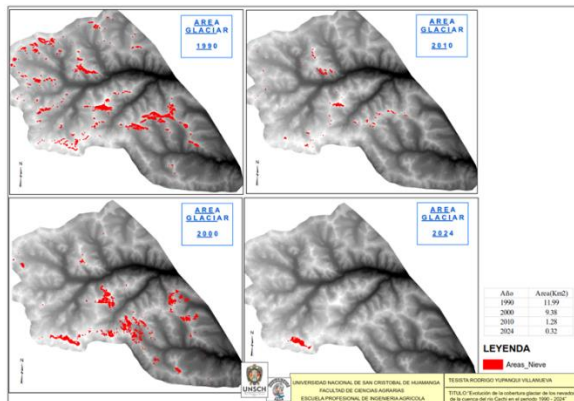 AREA
GLACIAR
1990
AREA
GLACIAR
2010
AREA
GLACIAR
2000
AREA
GLACIAR
2024
Año Area(Km2)
1990 11.99
2000 9.38
2010 1.28
2024 0.32
LEYENDA
Areas_Nieve
UNSCH
UNIVERSIDAD NACIONAL DE SAN CRISTOBAL DE HUAMANGA
FACULTAD DE CIENCIAS AGRARIAS
ESCUELA PROFESIONAL DE INGENIERIA AGRICOLA
TESISTA RODRIGO YUPANQUI VILLANUEVA
TITULO "Evolución de la cobertura glaciar de los nevados
de la cuenca del río Cachi en el periodo 1990 - 2024"